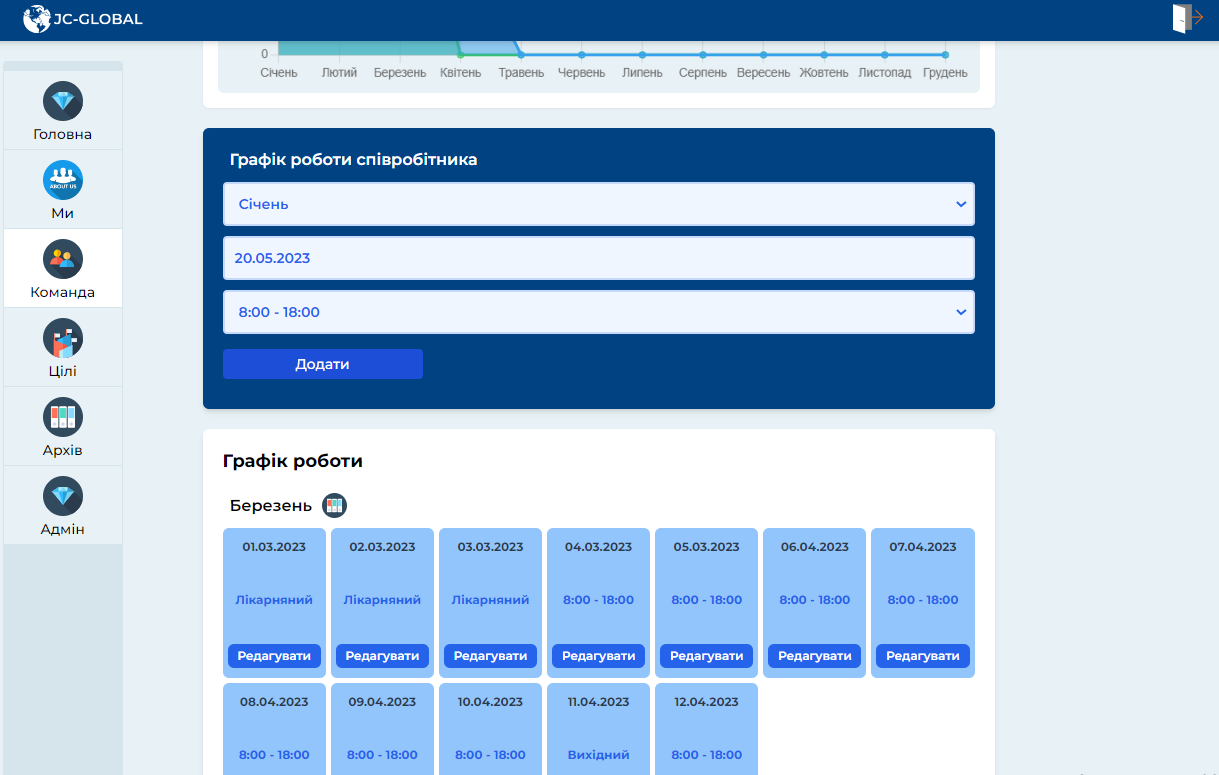 JC-GLOBAL
0
Січень Лютий Березень Квітень Травень Червень Липень Серпень Вересень Жовтень Листопад Грудень
Головна
ABOUT US
Ми
Команда
Цілі
Архів
Адмін
Графік роботи співробітника
Січень
20.05.2023
8:00 - 18:00
Додати
Графік роботи
Березень
01.03.2023 02.03.2023 03.03.2023 04.03.2023 05.03.2023 06.04.2023 07.04.2023
Лікарняний Лікарняний Лікарняний 8:00 - 18:00 8:00 - 18:00 8:00 - 18:00 8:00 - 18:00
Редагувати Редагувати Редагувати Редагувати Редагувати Редагувати Редагувати
08.04.2023 09.04.2023 10.04.2023 11.04.2023 12.04.2023
8:00 - 18:00 8:00 - 18:00 8:00 - 18:00 Вихідний 8:00 - 18:00